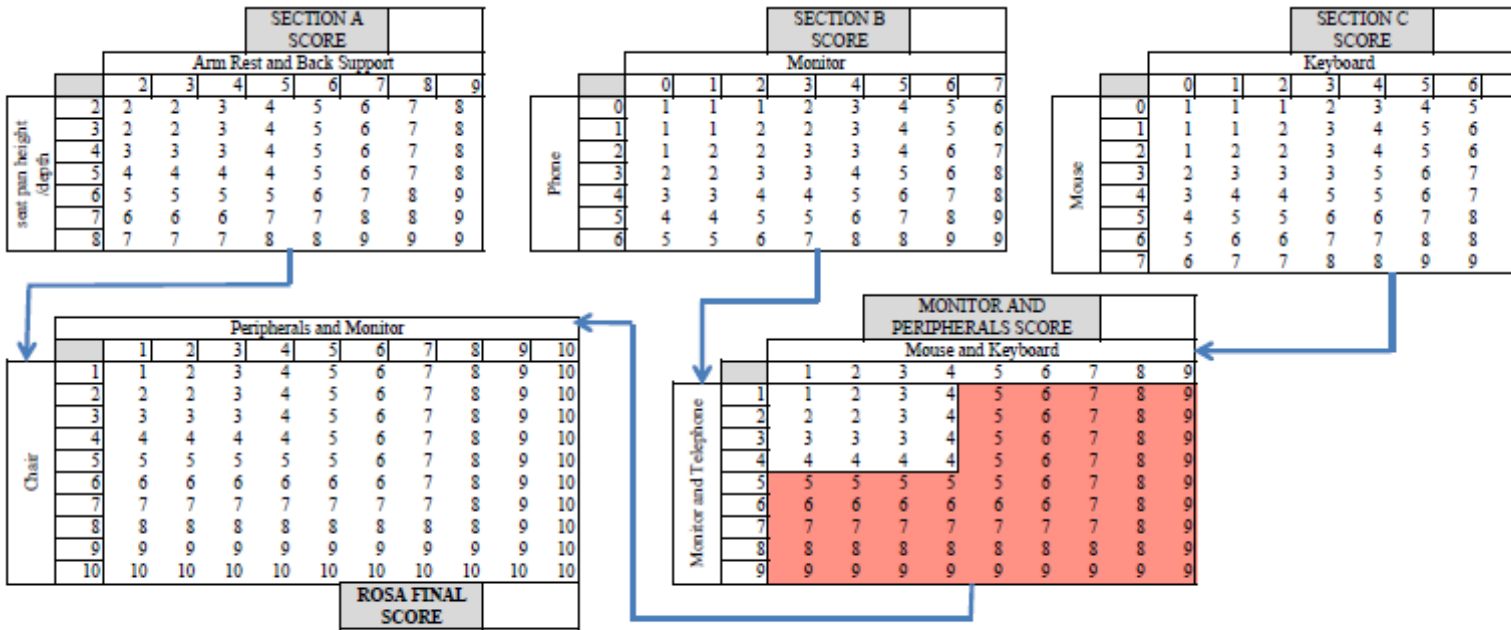 SECTION A
SCORE
Arm Rest and Back Support
2 3 4 5 6 7 8 9
seat pan height
/depth
2 2 2 3 4 5 6 7 8
3 2 2 3 4 5 6 7 8
4 3 3 3 4 5 6 7 8
5 4 4 4 4 5 6 7 8
6 5 5 5 5 6 7 8 9
7 6 6 6 7 7 8 8 9
8 7 7 7 8 8 9 9 9
SECTION B
SCORE
Monitor
0 1 2 3 4 5 6 7
Phone
0 1 1 1 2 3 4 5 6
1 1 1 2 2 3 4 5 6
2 1 2 2 3 3 4 6 7
3 2 2 3 3 4 5 6 8
4 3 3 4 4 5 6 7 8
5 4 4 5 5 6 7 8 9
6 5 5 6 7 8 8 9 9
SECTION C
SCORE
Keyboard
0 1 2 3 4 5 6
Mouse
0 1 1 1 2 3 4 5
1 1 1 2 3 4 5 6
2 1 2 2 3 4 5 6
3 2 3 3 3 5 6 7
4 3 4 4 5 5 6 7
5 4 5 5 6 6 7 8
6 5 6 6 7 7 8 8
7 6 7 7 8 8 9 9
Peripherals and Monitor
1 2 3 4 5 6 7 8 9 10
Chair
1 1 2 3 4 5 6 7 8 9 10
2 2 2 3 4 5 6 7 8 9 10
3 3 3 3 4 5 6 7 8 9 10
4 4 4 4 4 5 6 7 8 9 10
5 5 5 5 5 5 6 7 8 9 10
6 6 6 6 6 6 6 7 8 9 10
7 7 7 7 7 7 7 7 8 9 10
8 8 8 8 8 8 8 8 8 9 10
9 9 9 9 9 9 9 9 9 9 10
10 10 10 10 10 10 10 10 10 10 10
ROSA FINAL
SCORE
MONITOR AND
PERIPHERALS SCORE
Mouse and Keyboard
1 2 3 4 5 6 7 8 9
Monitor and Telephone
1 1 2 3 4 5 6 7 8 9
2 2 2 3 4 5 6 7 8 9
3 3 3 3 4 5 6 7 8 9
4 4 4 4 4 5 6 7 8 9
5 5 5 5 5 5 6 7 8 9
6 6 6 6 6 6 6 7 8 9
7 7 7 7 7 7 7 7 8 9
8 8 8 8 8 8 8 8 8 9
9 9 9 9 9 9 9 9 9 9